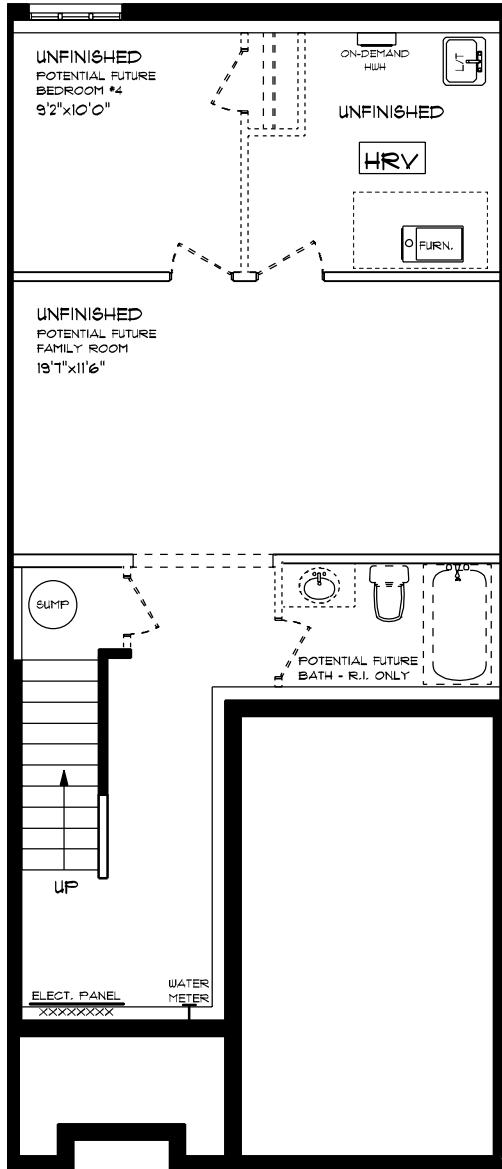 UNFINISHED
POTENTIAL FUTURE
BEDROOM #4
9'2"x10'0"
ON-DEMAND
HWH
L/T
UNFINISHED
HRV
FURN.
UNFINISHED
POTENTIAL FUTURE
FAMILY ROOM
19'7"x11'6"
SUMP
POTENTIAL FUTURE
BATH - R.I. ONLY
UP
ELECT. PANEL
WATER
METER